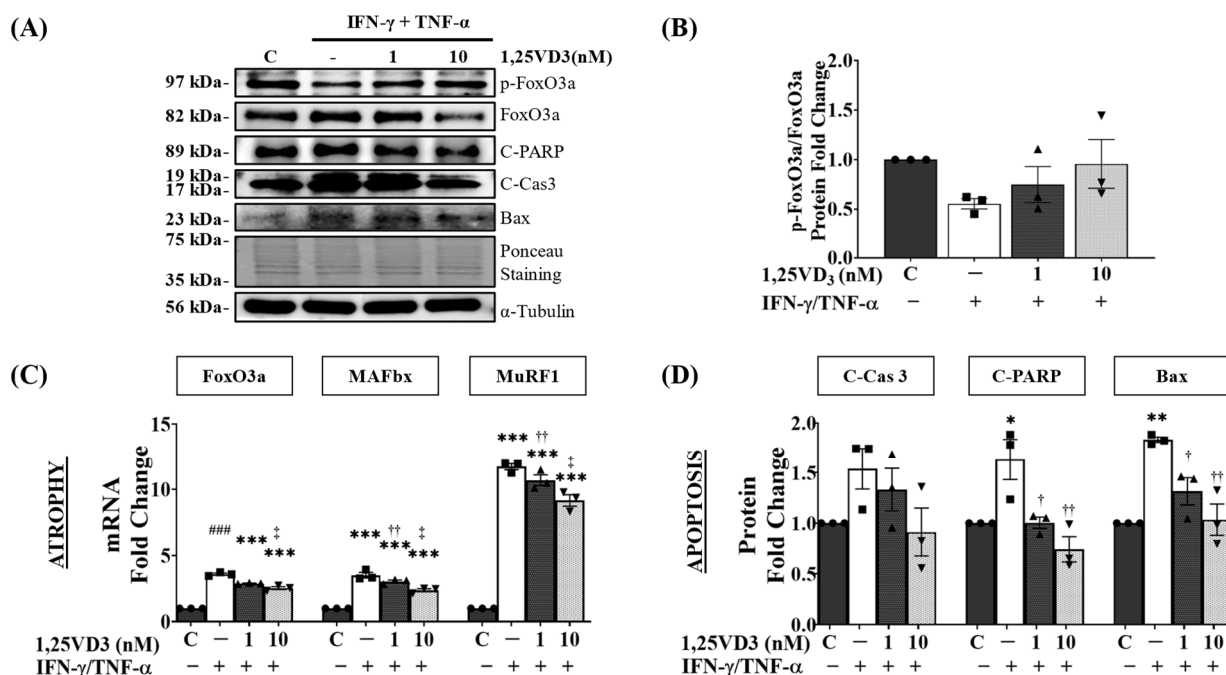 (A)
IFN-γ + TNF-α
C - 1 10 1,25VD3(nM)
97 kDa- p-FoxO3a
82 kDa- FoxO3a
89 kDa- C-PARP
19 kDa-
17 kDa- C-Cas3
23 kDa- Bax
75 kDa-
Ponceau
Staining
35 kDa-
56 kDa- α-Tubulin
(B)
p-FoxO3a/FoxO3a
Protein Fold Change
2.0
1.5
1.0
0.5
0.0
1,25VD₃ (nM) C − 1 10
IFN-γ/TNF-α − + + +
(C)
FoxO3a MAFbx MuRF1
ATROPHY
mRNA
Fold Change
15
10
5
0
### *** ‡ *** *** †† *** ‡ *** *** †† *** ‡ ***
1,25VD3 (nM) C − 1 10 C − 1 10 C − 1 10
IFN-γ/TNF-α − + + + − + + + − + + +
(D)
C-Cas 3 C-PARP Bax
APOPTOSIS
Protein
Fold Change
2.0
1.5
1.0
0.5
0.0
* † †† ** † ††
1,25VD3 (nM) C − 1 10 C − 1 10 C − 1 10
IFN-γ/TNF-α − + + + − + + + − + + +